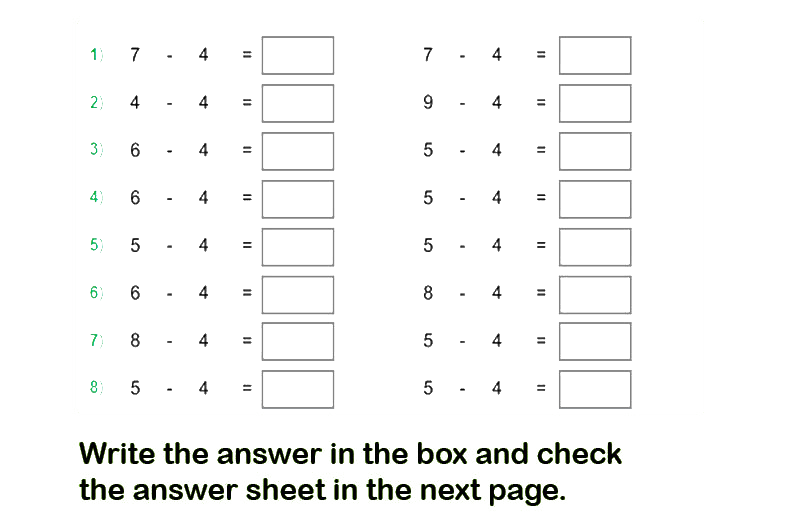 1) 7 - 4 = 7 - 4 =
2) 4 - 4 = 9 - 4 =
3) 6 - 4 = 5 - 4 =
4) 6 - 4 = 5 - 4 =
5) 5 - 4 = 5 - 4 =
6) 6 - 4 = 8 - 4 =
7) 8 - 4 = 5 - 4 =
8) 5 - 4 = 5 - 4 =
Write the answer in the box and check
the answer sheet in the next page.